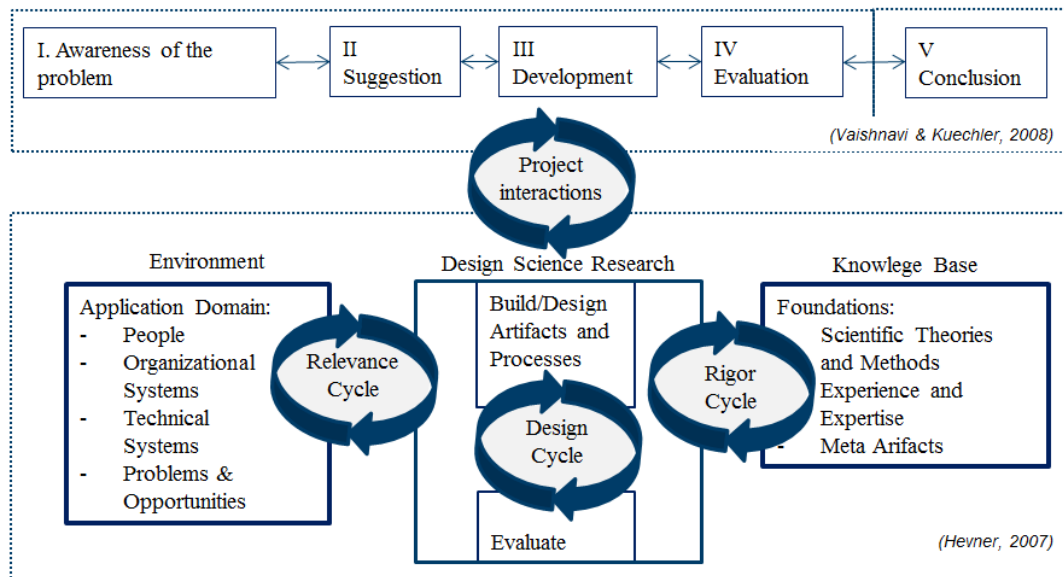 I. Awareness of the
problem
II
Suggestion
III
Development
IV
Evaluation
V
Conclusion
(Vaishnavi & Kuechler, 2008)
Project
interactions
Environment
Design Science Research
Knowlege Base
Application Domain:
- People
- Organizational
Systems
- Technical
Systems
- Problems &
Opportunities
Relevance
Cycle
Build/Design
Artifacts and
Processes
Design
Cycle
Evaluate
Rigor
Cycle
Foundations:
Scientific Theories
and Methods
Experience and
Expertise
- Meta Arifacts
(Hevner, 2007)